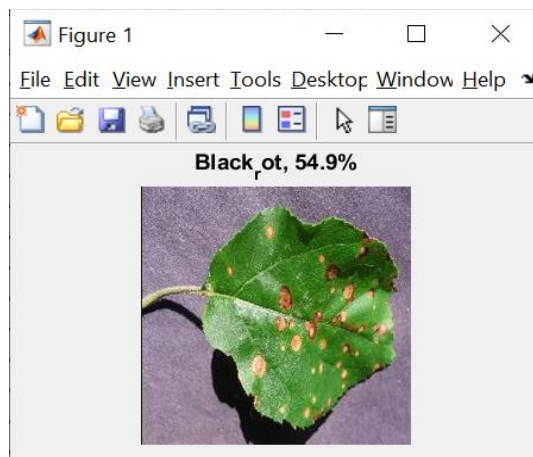 Figure 1
File Edit View Insert Tools Desktop Window Help
Black_rot, 54.9%